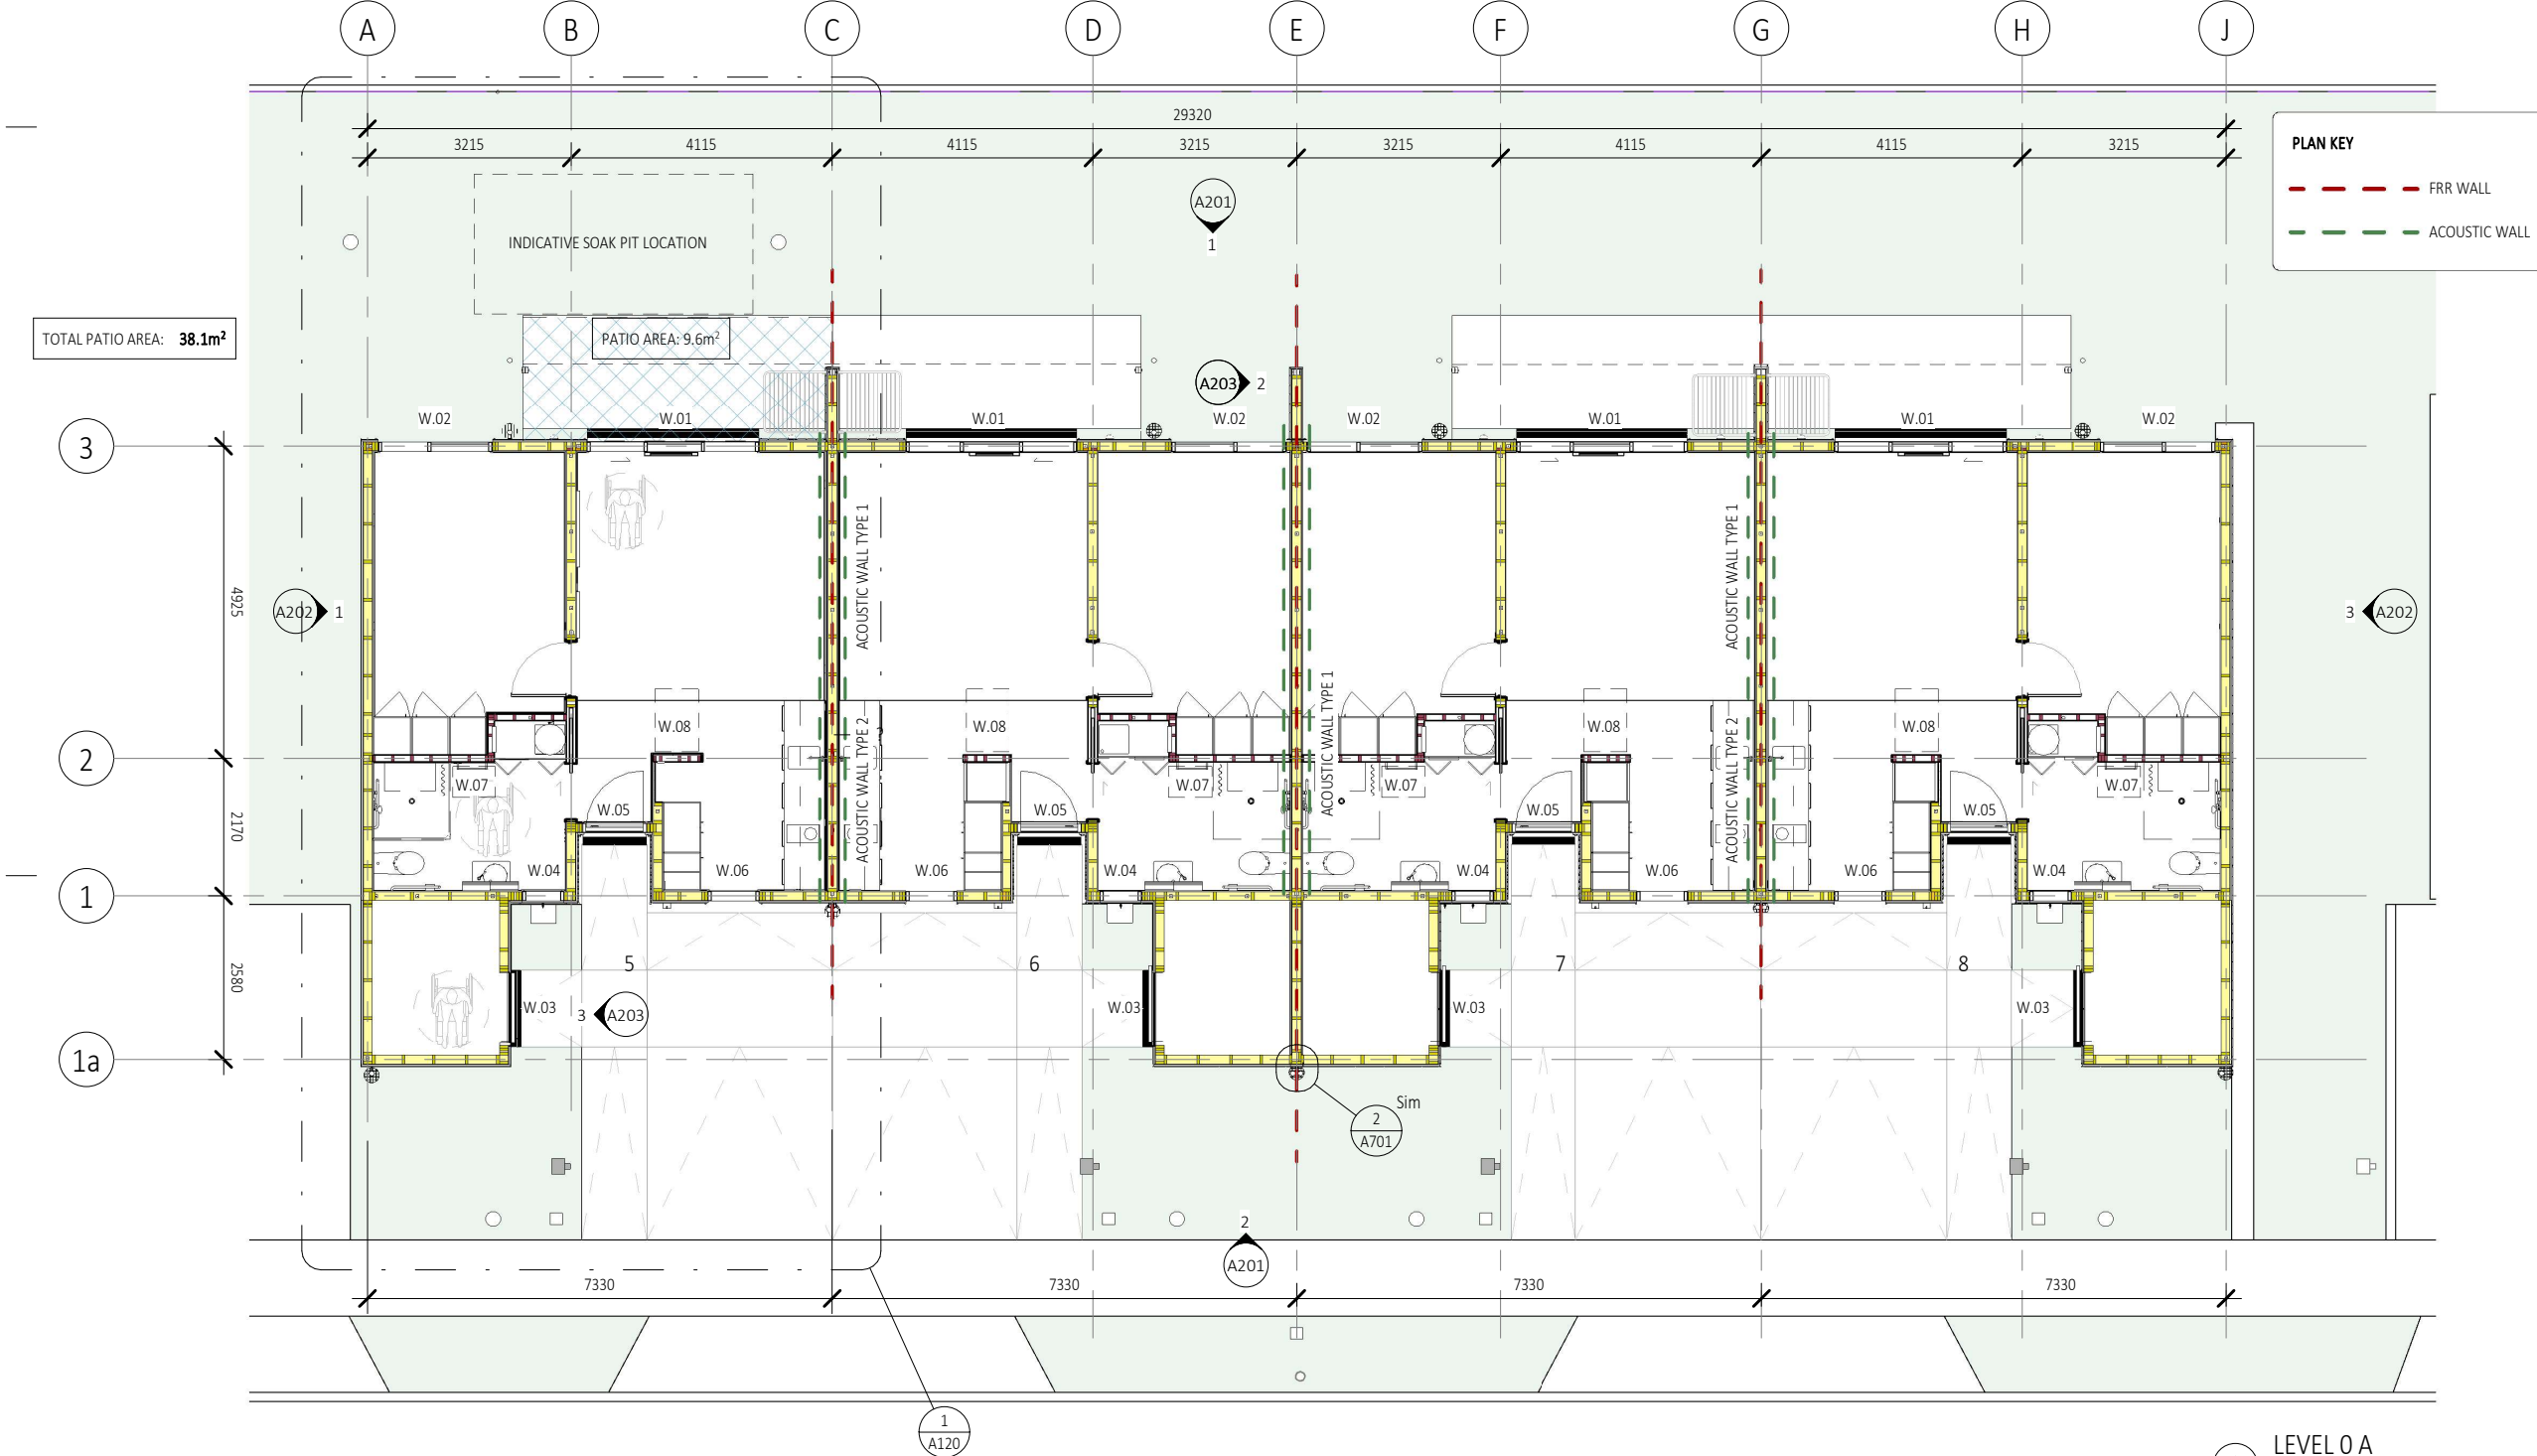 A B C D E F G H J
29320
3215 4115 4115 3215 3215 4115 4115 3215
PLAN KEY
FRR WALL
ACOUSTIC WALL
A201
1
INDICATIVE SOAK PIT LOCATION
TOTAL PATIO AREA: 38.1m²
PATIO AREA: 9.6m²
A203 2
W.02 W.01 W.01 W.02 W.02 W.01 W.01 W.02
3
4925
ACOUSTIC WALL TYPE 1
ACOUSTIC WALL TYPE 1
A202 1
3 A202
ACOUSTIC WALL TYPE 1
W.08 W.08 W.08 W.08
ACOUSTIC WALL TYPE 2
ACOUSTIC WALL TYPE 2
2
W.07 W.07 W.07 W.07
2170
W.05 W.05 W.05 W.05
W.04 W.06 W.06 W.04 W.04 W.06 W.06 W.04
1
2580
5 6 7 8
W.03 W.03 W.03 W.03
3 A203
1a
Sim
2
A701
2
A201
7330 7330 7330 7330
1
A120
LEVEL 0 A